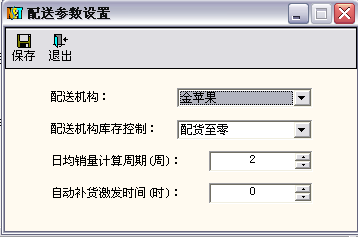 配送参数设置
保存 退出
配送机构： 金苹果
配送机构库存控制： 配货至零
日均销量计算周期(周)： 2
自动补货激发时间(时)： 0